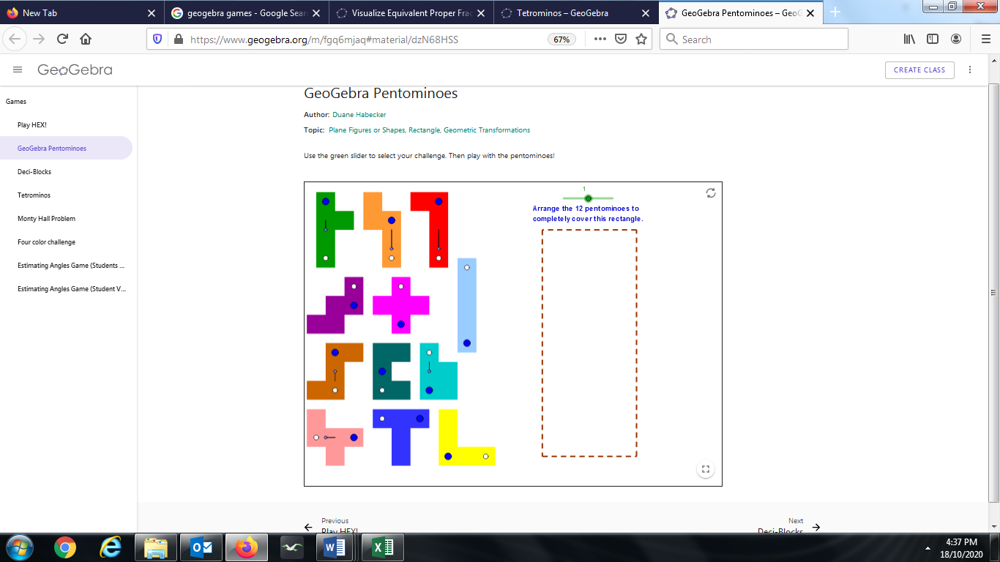 New Tab
geogebra games - Google Sear
Visualize Equivalent Proper Fra
Tetrominos – GeoGebra
GeoGebra Pentominoes – GeoG
https://www.geogebra.org/m/fgq6mjaq#material/dzN68HSS
67%
Search
GeoGebra
CREATE CLASS
Games
Play HEX!
GeoGebra Pentominoes
Deci-Blocks
Tetrominos
Monty Hall Problem
Four color challenge
Estimating Angles Game (Students ...
Estimating Angles Game (Student V...
GeoGebra Pentominoes
Author: Duane Habecker
Topic: Plane Figures or Shapes, Rectangle, Geometric Transformations
Use the green slider to select your challenge. Then play with the pentominoes!
1
Arrange the 12 pentominoes to
completely cover this rectangle.
Previous
Play HEX!
Next
Deci-Blocks
4:37 PM
18/10/2020